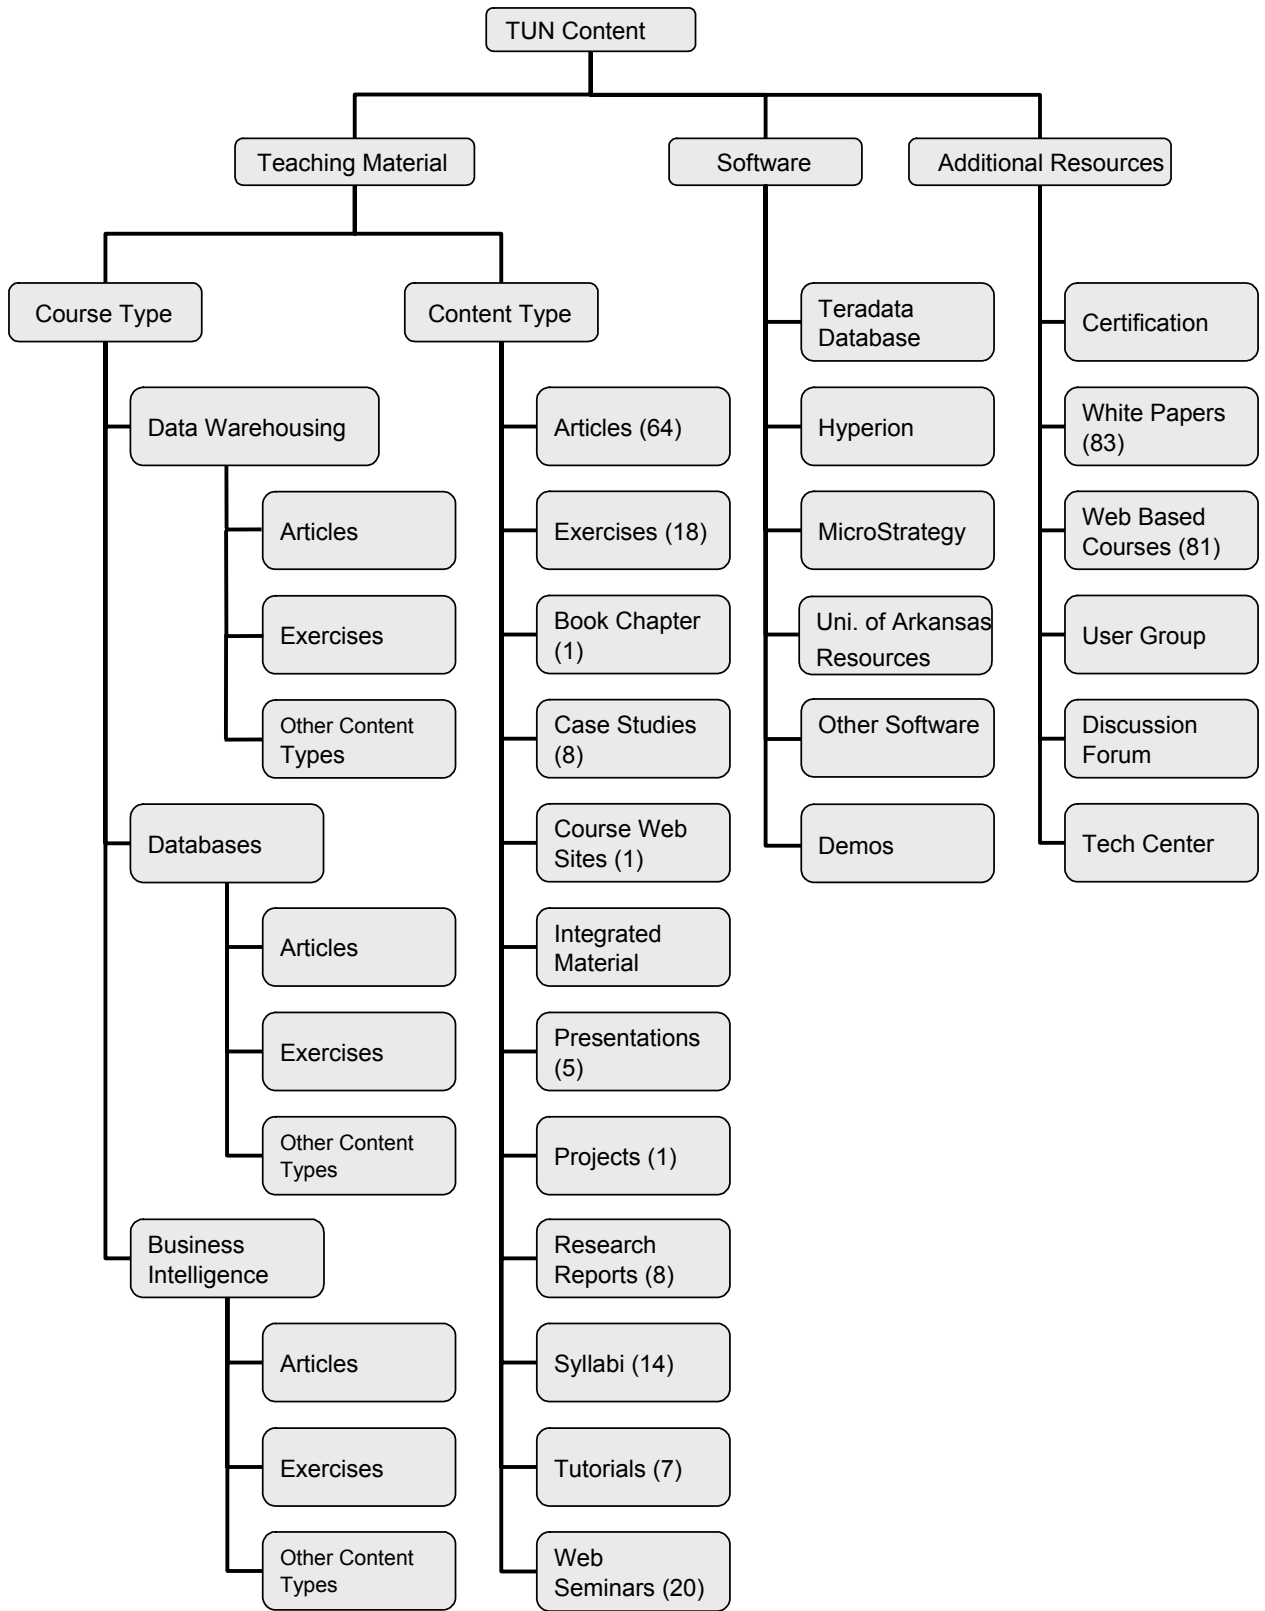 TUN Content
Teaching Material
Software
Additional Resources
Course Type
Content Type
Data Warehousing
Articles
Exercises
Other Content
Types
Databases
Articles
Exercises
Other Content
Types
Business
Intelligence
Articles
Exercises
Other Content
Types
Articles (64)
Exercises (18)
Book Chapter
(1)
Case Studies
(8)
Course Web
Sites (1)
Integrated
Material
Presentations
(5)
Projects (1)
Research
Reports (8)
Syllabi (14)
Tutorials (7)
Web
Seminars (20)
Teradata
Database
Hyperion
MicroStrategy
Uni. of Arkansas
Resources
Other Software
Demos
Certification
White Papers
(83)
Web Based
Courses (81)
User Group
Discussion
Forum
Tech Center